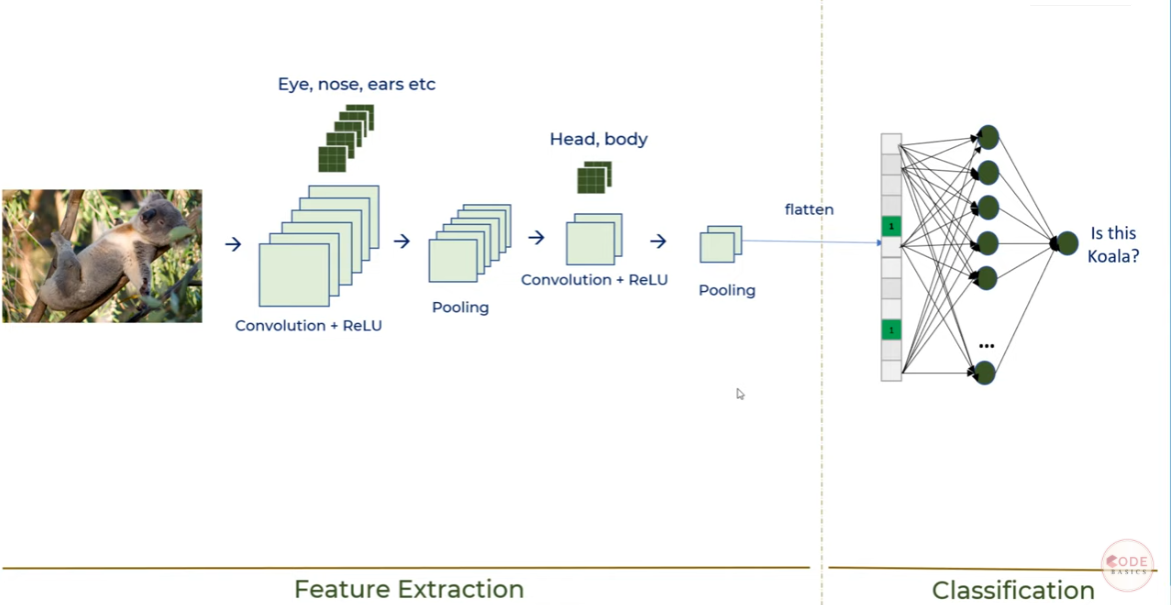 Eye, nose, ears etc
Head, body
flatten
1
Is this
Koala?
Convolution + ReLU
Pooling
Convolution + ReLU
Pooling
1
...
Feature Extraction
Classification
CODE
BASICS